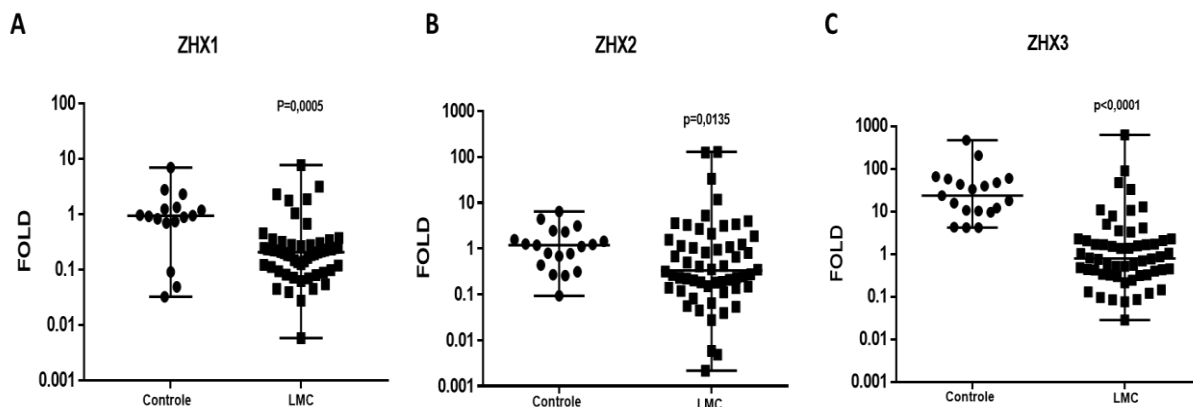 A
ZHX1
P=0,0005
FOLD
100
10
1
0.1
0.01
0.001
Controle
LMC
B
ZHX2
p=0,0135
FOLD
1000
100
10
1
0.1
0.01
0.001
Controle
LMC
C
ZHX3
p<0,0001
FOLD
1000
100
10
1
0.1
0.01
0.001
Controle
LMC